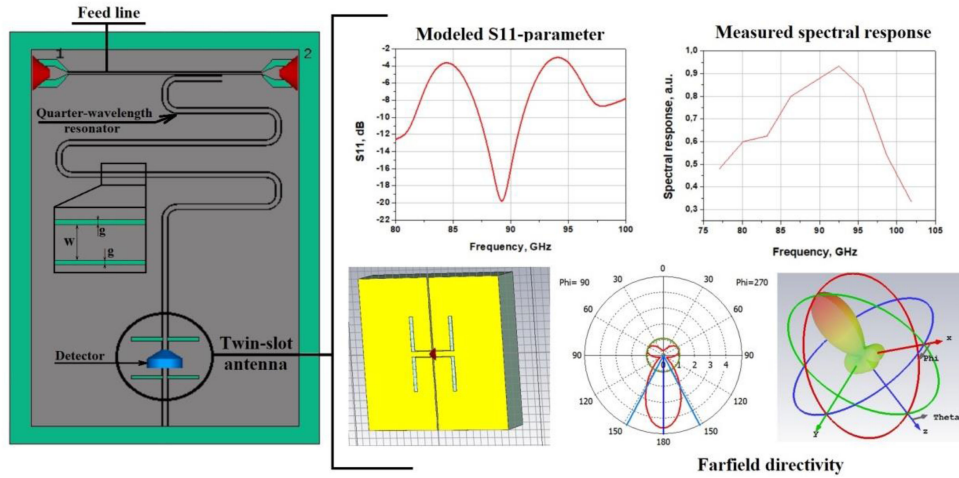 Feed line
1
2
Quarter-wavelength
resonator
g
w
g
Detector
Twin-slot
antenna
Modeled S11-parameter
S11, dB
-2
-4
-6
-8
-10
-12
-14
-16
-18
-20
-22
80 85 90 95 100
Frequency, GHz
Measured spectral response
Spectral response, a.u.
1,0
0,9
0,8
0,7
0,6
0,5
0,4
0,3
75 80 85 90 95 100 105
Frequency, GHz
0
Phi= 90 30 30 Phi=270
60 60
90 0 1 2 3 4 90
120 120
150 150
180
x
Phi
Theta
y
z
Farfield directivity